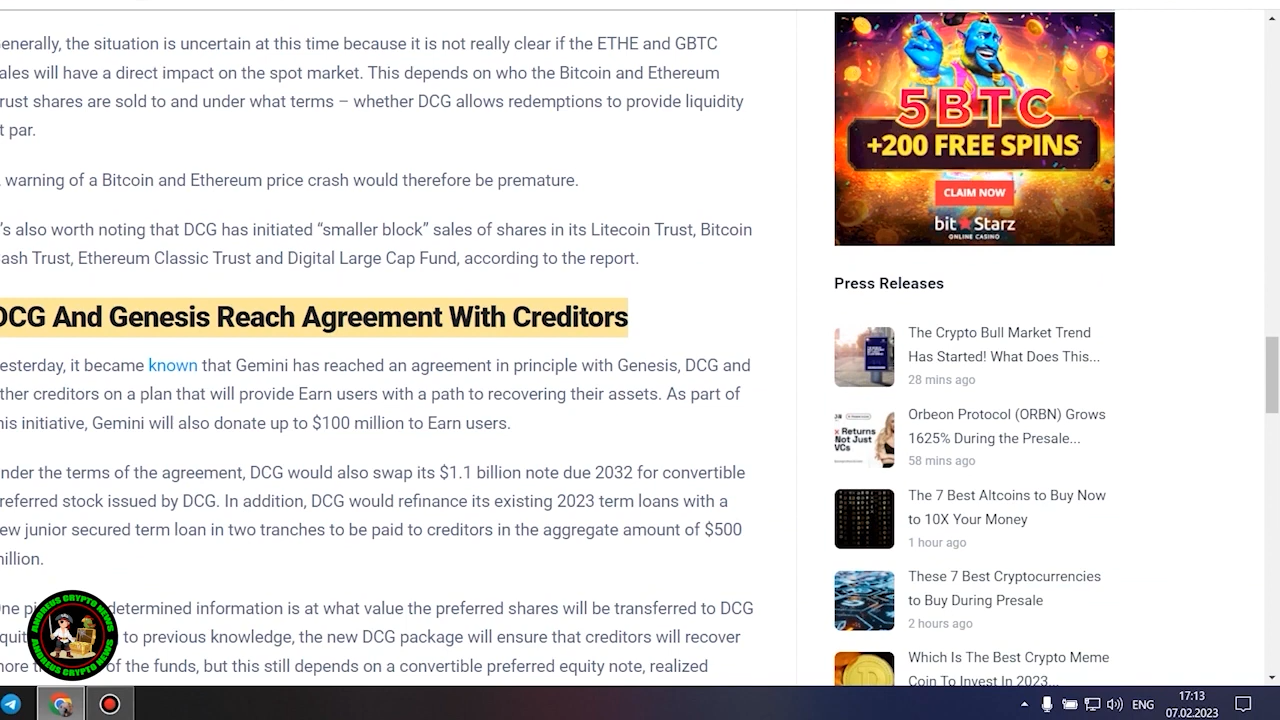 enerally, the situation is uncertain at this time because it is not really clear if the ETHE and GBTC
ales will have a direct impact on the spot market. This depends on who the Bitcoin and Ethereum
rust shares are sold to and under what terms – whether DCG allows redemptions to provide liquidity
t par.
warning of a Bitcoin and Ethereum price crash would therefore be premature.
's also worth noting that DCG has initiated “smaller block” sales of shares in its Litecoin Trust, Bitcoin
ash Trust, Ethereum Classic Trust and Digital Large Cap Fund, according to the report.
DCG And Genesis Reach Agreement With Creditors
esterday, it became known that Gemini has reached an agreement in principle with Genesis, DCG and
ther creditors on a plan that will provide Earn users with a path to recovering their assets. As part of
his initiative, Gemini will also donate up to $100 million to Earn users.
nder the terms of the agreement, DCG would also swap its $1.1 billion note due 2032 for convertible
referred stock issued by DCG. In addition, DCG would refinance its existing 2023 term loans with a
ew junior secured term loan in two tranches to be paid to creditors in the aggregate amount of $500
illion.
determined information is at what value the preferred shares will be transferred to DCG
to previous knowledge, the new DCG package will ensure that creditors will recover
of the funds, but this still depends on a convertible preferred equity note, realized
5BTC
+200 FREE SPINS
CLAIM NOW
bit Starz
ONLINE CASINO
Press Releases
The Crypto Bull Market Trend
Has Started! What Does This...
28 mins ago
Returns
Not Just
VCs
Orbeon Protocol (ORBN) Grows
1625% During the Presale...
58 mins ago
The 7 Best Altcoins to Buy Now
to 10X Your Money
1 hour ago
These 7 Best Cryptocurrencies
to Buy During Presale
2 hours ago
Which Is The Best Crypto Meme
Coin To Invest In 2023...
ANDREUS CRYPTO NEWS
ANDREUS CRYPTO NEWS
ENG
17:13
07.02.2023